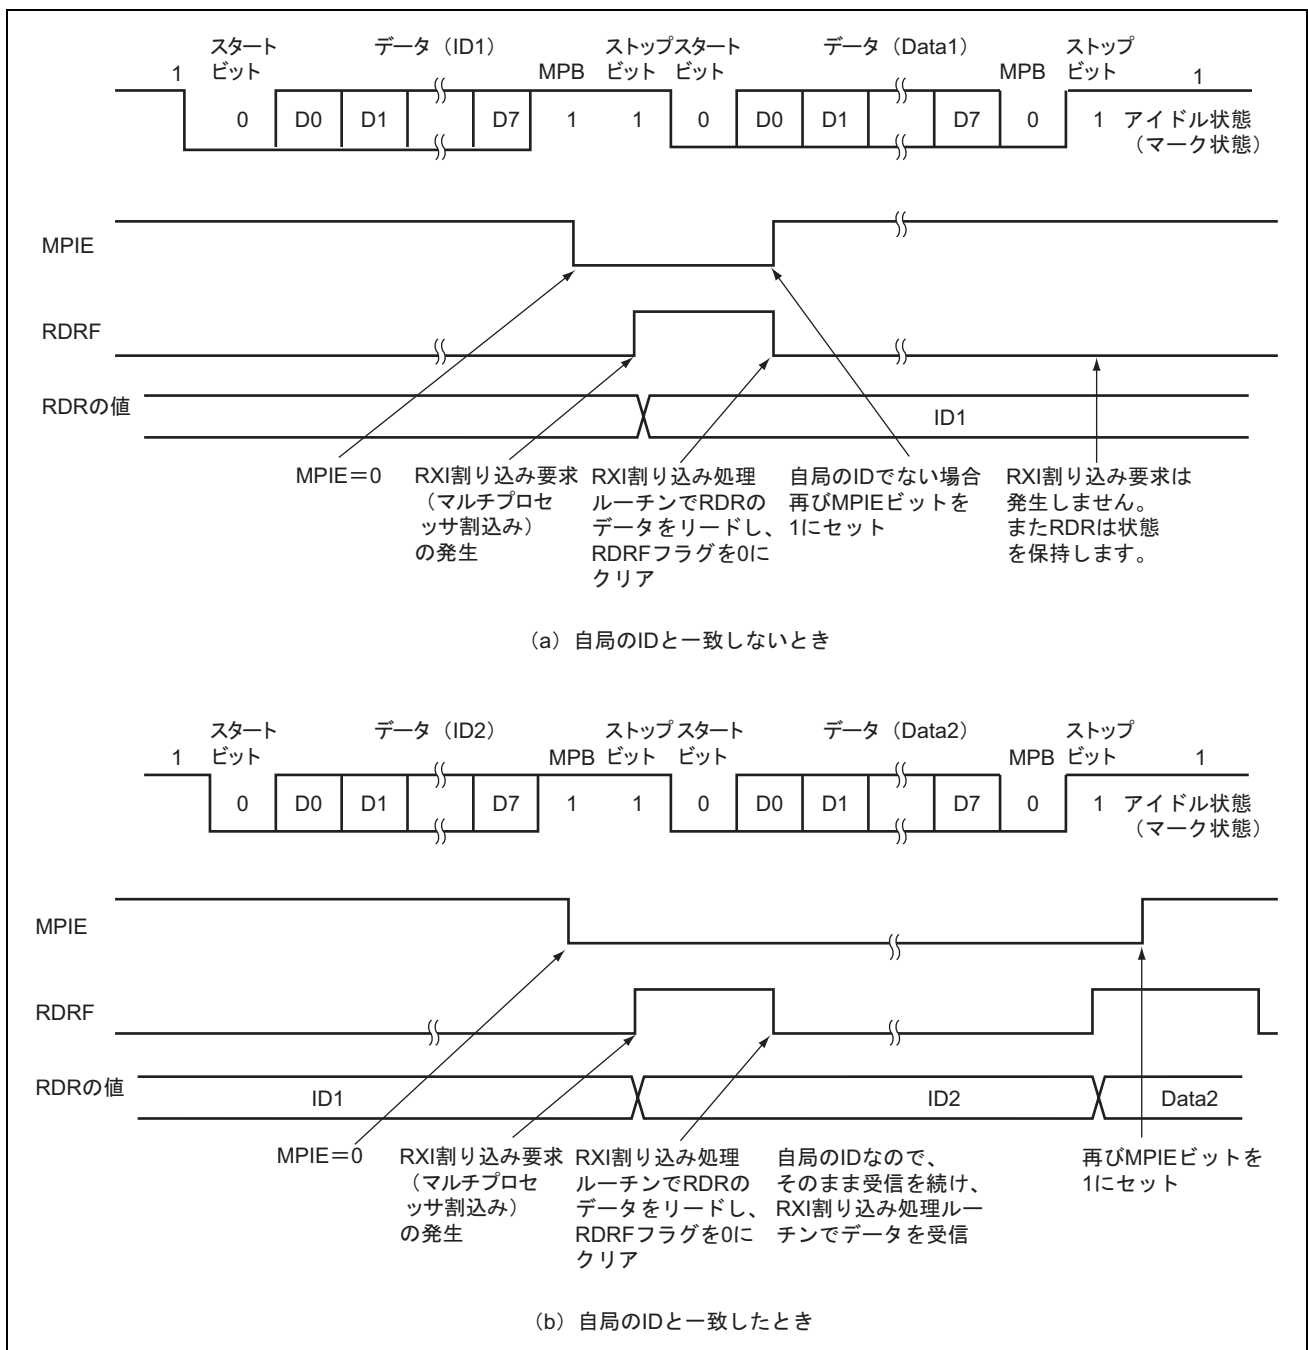 スタート データ（ID1） ストップスタート データ（Data1） ストップ
1 ビット MPB ビット ビット MPB ビット 1
0 D0 D1 D7 1 1 0 D0 D1 D7 0 1 アイドル状態
（マーク状態）
MPIE
RDRF
RDRの値
ID1
MPIE＝0
RXI割り込み要求
（マルチプロセ
ッサ割込み）
の発生
RXI割り込み処理
ルーチンでRDRの
データをリードし、
RDRFフラグを0に
クリア
自局のIDでない場合
再びMPIEビットを
1にセット
RXI割り込み要求は
発生しません。
またRDRは状態
を保持します。
（a）自局のIDと一致しないとき
スタート データ（ID2） ストップスタート データ（Data2） ストップ
1 ビット MPB ビット ビット MPB ビット 1
0 D0 D1 D7 1 1 0 D0 D1 D7 0 1 アイドル状態
（マーク状態）
MPIE
RDRF
RDRの値
ID1 ID2 Data2
MPIE＝0
RXI割り込み要求
（マルチプロセ
ッサ割込み）
の発生
RXI割り込み処理
ルーチンでRDRの
データをリードし、
RDRFフラグを0に
クリア
自局のIDなので、
そのまま受信を続け、
RXI割り込み処理ルー
チンでデータを受信
再びMPIEビットを
1にセット
（b）自局のIDと一致したとき